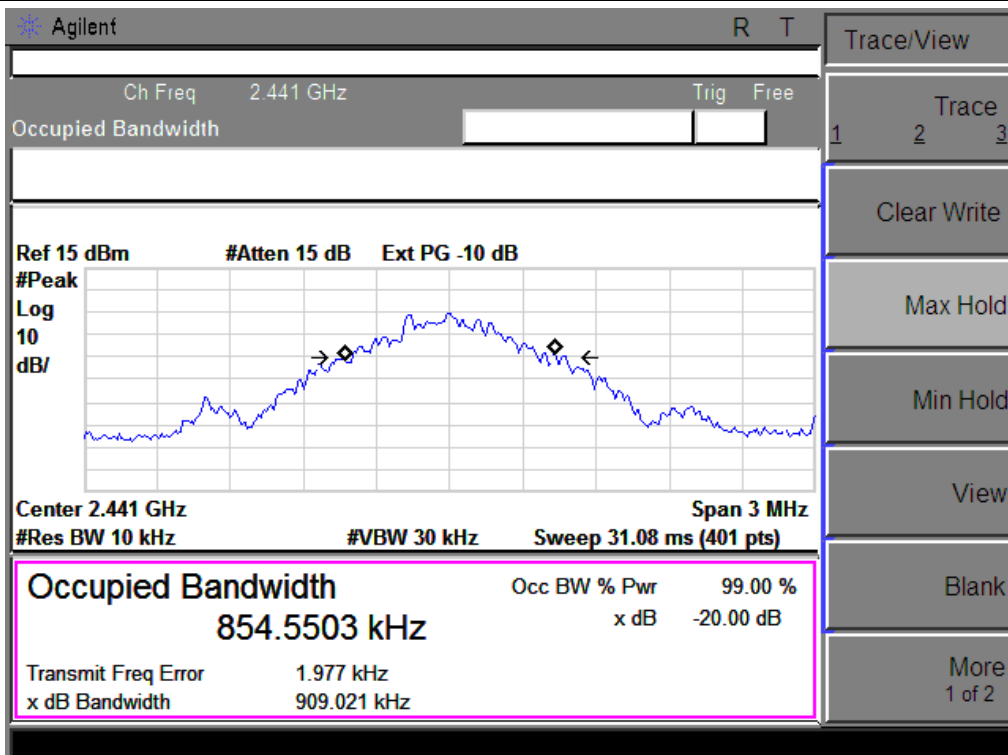 Agilent R T
Trace/View
Ch Freq 2.441 GHz Trig Free
Occupied Bandwidth
Trace
1 2 3
Clear Write
Ref 15 dBm #Atten 15 dB Ext PG -10 dB
#Peak
Log
10
dB/
Max Hold
Min Hold
View
Center 2.441 GHz Span 3 MHz
#Res BW 10 kHz #VBW 30 kHz Sweep 31.08 ms (401 pts)
Occupied Bandwidth
854.5503 kHz
Occ BW % Pwr 99.00 %
x dB -20.00 dB
Transmit Freq Error 1.977 kHz
x dB Bandwidth 909.021 kHz
Blank
More
1 of 2